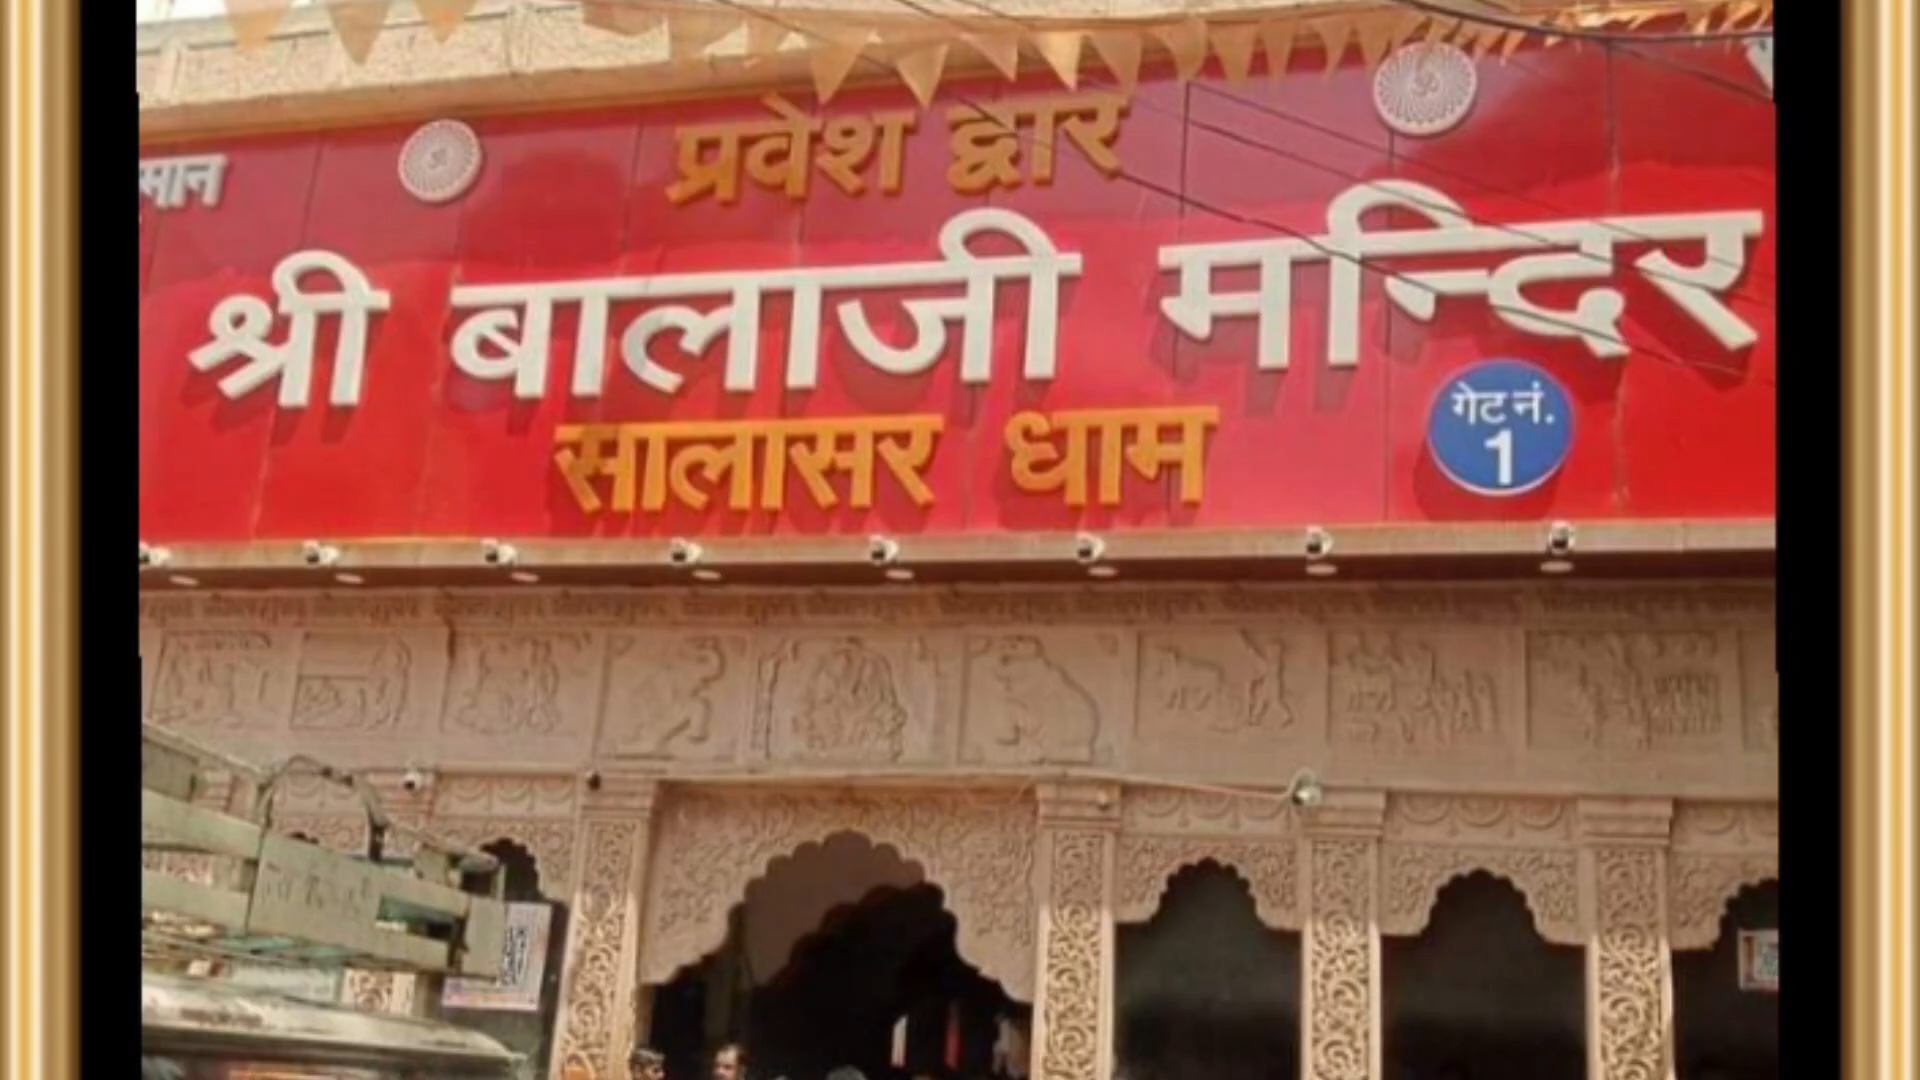 प्रवेश द्वार
श्री बालाजी मन्दिर
सालासर धाम
गेट नं.
1